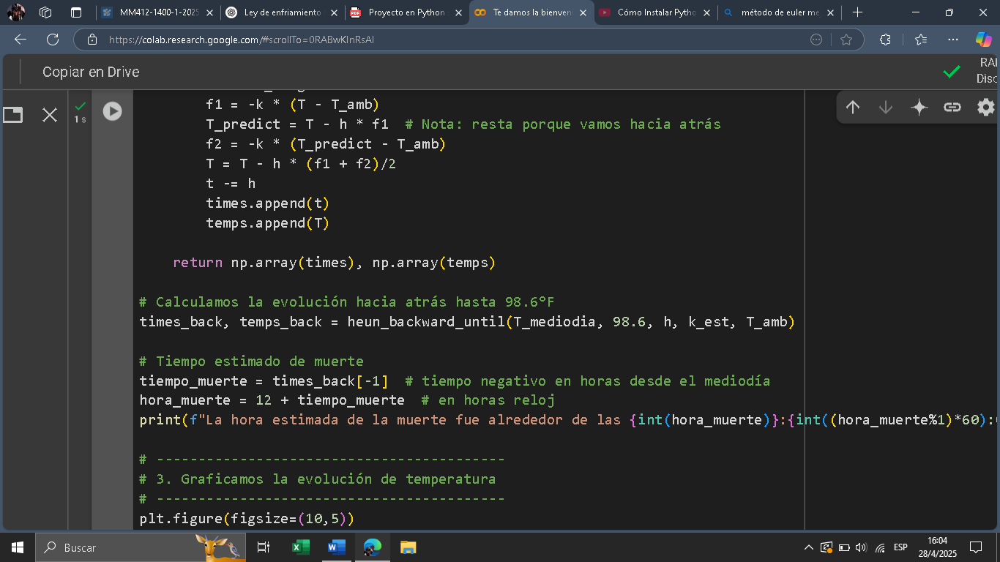 MM412-1400-1-2025
Ley de enfriamiento
Proyecto en Python
Te damos la bienven
Cómo Instalar Pytho
método de euler me
https://colab.research.google.com/#scrollTo=0RABwKInRsAI
Copiar en Drive
RAI
Disc
1 s
f1 = -k * (T - T_amb)
T_predict = T - h * f1  # Nota: resta porque vamos hacia atrás
f2 = -k * (T_predict - T_amb)
T = T - h * (f1 + f2)/2
t -= h
times.append(t)
temps.append(T)
return np.array(times), np.array(temps)
# Calculamos la evolución hacia atrás hasta 98.6°F
times_back, temps_back = heun_backward_until(T_mediodia, 98.6, h, k_est, T_amb)
# Tiempo estimado de muerte
tiempo_muerte = times_back[-1]  # tiempo negativo en horas desde el mediodía
hora_muerte = 12 + tiempo_muerte  # en horas reloj
print(f"La hora estimada de la muerte fue alrededor de las {int(hora_muerte)}:{int((hora_muerte%1)*60):
# ------------------------------------------
# 3. Graficamos la evolución de temperatura
# ------------------------------------------
plt.figure(figsize=(10,5))
Buscar
ESP
16:04
28/4/2025